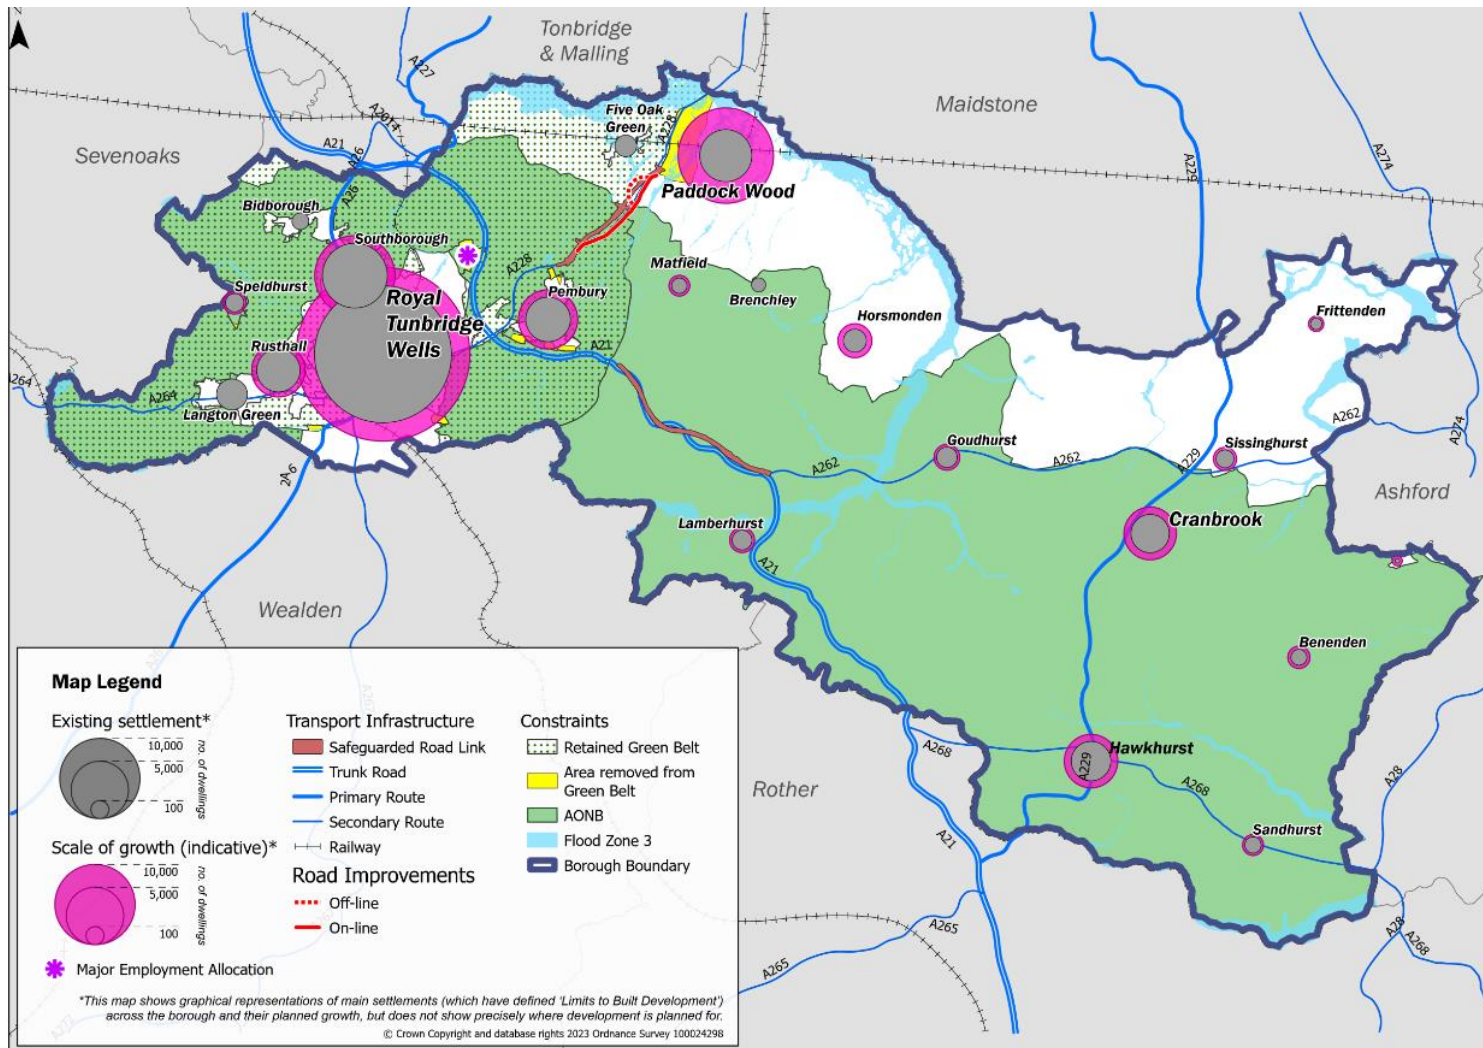 Tonbridge
& Malling
Maidstone
Sevenoaks
Ashford
Wealden
Rother
A227
A2014
A21
A26
A26
A228
A274
A229
Five Oak
Green
Paddock Wood
Bidborough
Southborough
A228
Matfield
Brenchley
Speldhurst
Royal
Tunbridge
Wells
Pembury
Horsmonden
Frittenden
Rusthall
A21
A264
A264
Langton Green
A262
A274
Goudhurst
A262
A262
A229
Sissinghurst
Lamberhurst
Cranbrook
A21
Benenden
Hawkhurst
A229
A268
A268
A28
Sandhurst
A21
A265
A265
A28
A268
Map Legend
Existing settlement*
10,000
5,000
100
no. of dwellings
Scale of growth (indicative)*
10,000
5,000
100
no. of dwellings
Major Employment Allocation
Transport Infrastructure
Safeguarded Road Link
Trunk Road
Primary Route
Secondary Route
Railway
Road Improvements
Off-line
On-line
Constraints
Retained Green Belt
Area removed from
Green Belt
AONB
Flood Zone 3
Borough Boundary
*This map shows graphical representations of main settlements (which have defined 'Limits to Built Development')
across the borough and their planned growth, but does not show precisely where development is planned for.
© Crown Copyright and database rights 2023 Ordnance Survey 100024298